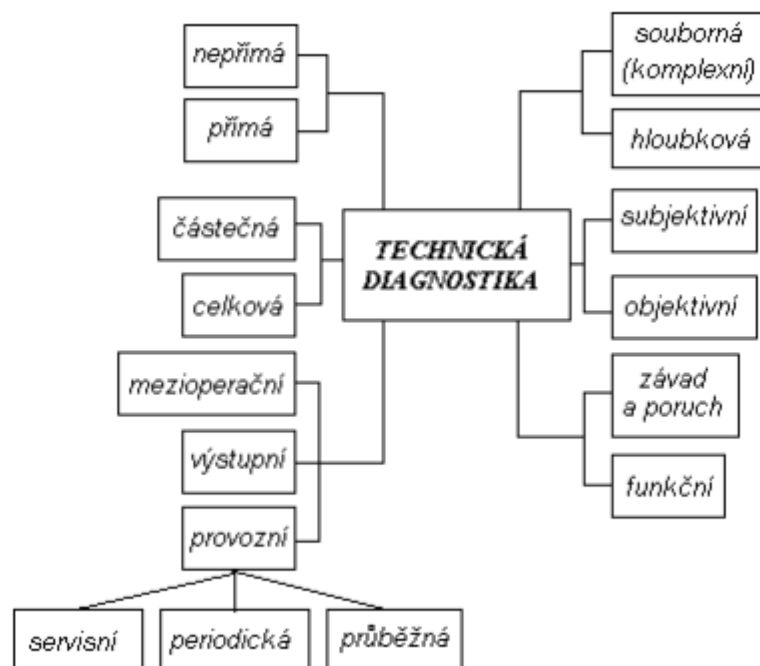 nepřímá
přímá
částečná
celková
mezioperační
výstupní
provozní
servisní
periodická
průběžná
TECHNICKÁ
DIAGNOSTIKA
souborná
(komplexní)
hloubková
subjektivní
objektivní
závad
a poruch
funkční